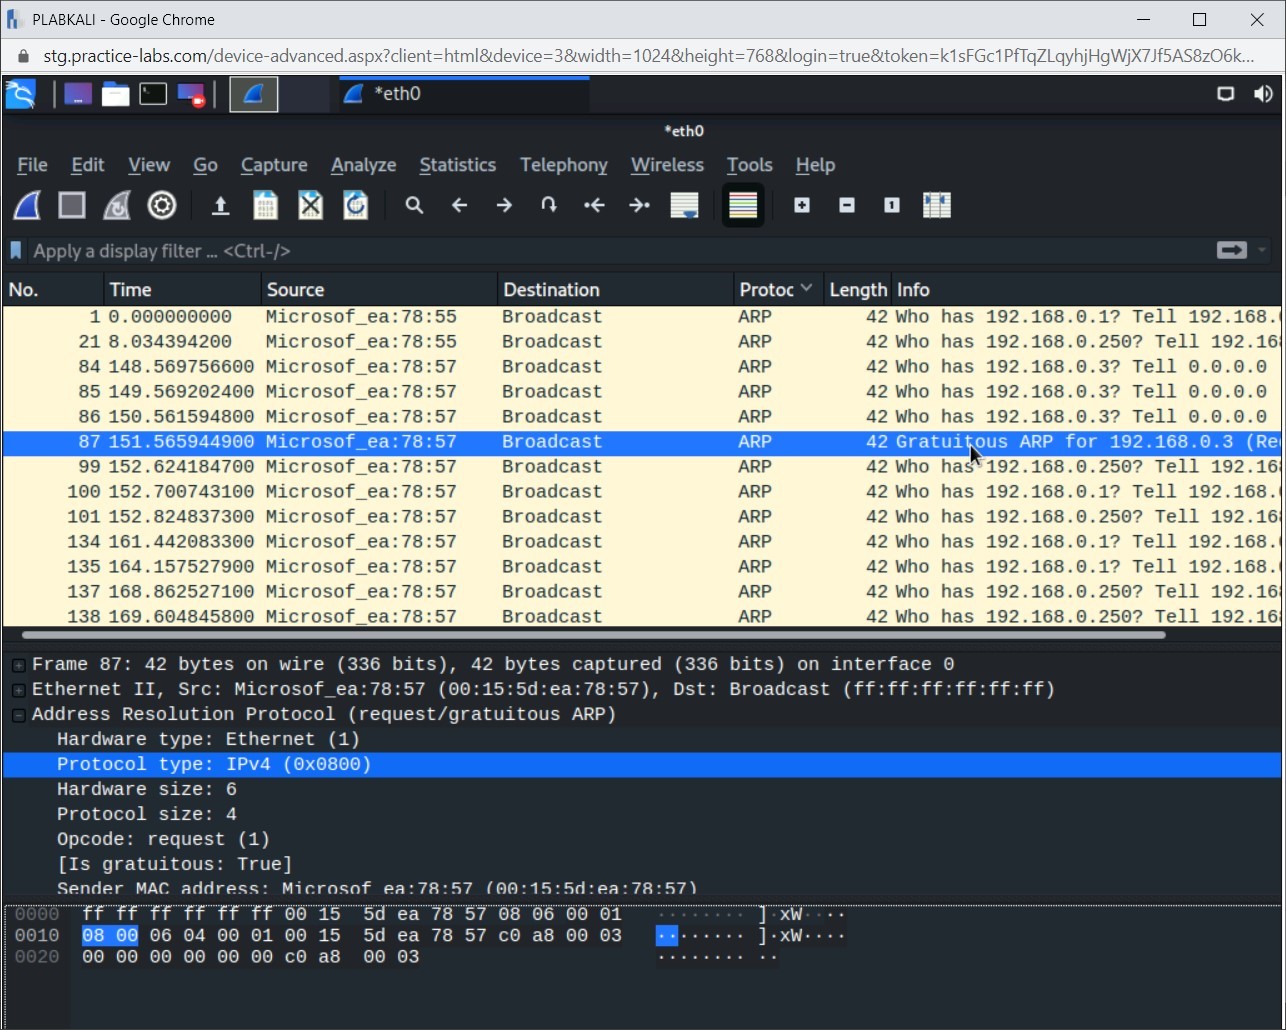 PLABKALI - Google Chrome
stg.practice-labs.com/device-advanced.aspx?client=html&device=3&width=1024&height=768&login=true&token=k1sFGc1PfTqZLqyhjHgWjX7Jf5AS8zO6k...
*eth0
*eth0
File Edit View Go Capture Analyze Statistics Telephony Wireless Tools Help
Apply a display filter ... <Ctrl-/>
No. Time Source Destination Protoc Length Info
1 0.000000000 Microsof_ea:78:55 Broadcast ARP 42 Who has 192.168.0.1? Tell 192.168.
21 8.034394200 Microsof_ea:78:55 Broadcast ARP 42 Who has 192.168.0.250? Tell 192.16
84 148.569756600 Microsof_ea:78:57 Broadcast ARP 42 Who has 192.168.0.3? Tell 0.0.0.0
85 149.569202400 Microsof_ea:78:57 Broadcast ARP 42 Who has 192.168.0.3? Tell 0.0.0.0
86 150.561594800 Microsof_ea:78:57 Broadcast ARP 42 Who has 192.168.0.3? Tell 0.0.0.0
87 151.565944900 Microsof_ea:78:57 Broadcast ARP 42 Gratuitous ARP for 192.168.0.3 (Re
99 152.624184700 Microsof_ea:78:57 Broadcast ARP 42 Who has 192.168.0.250? Tell 192.16
100 152.700743100 Microsof_ea:78:57 Broadcast ARP 42 Who has 192.168.0.1? Tell 192.168.
101 152.824837300 Microsof_ea:78:57 Broadcast ARP 42 Who has 192.168.0.250? Tell 192.16
134 161.442083300 Microsof_ea:78:57 Broadcast ARP 42 Who has 192.168.0.1? Tell 192.168.
135 164.157527900 Microsof_ea:78:57 Broadcast ARP 42 Who has 192.168.0.1? Tell 192.168.
137 168.862527100 Microsof_ea:78:57 Broadcast ARP 42 Who has 192.168.0.250? Tell 192.16
138 169.604845800 Microsof_ea:78:57 Broadcast ARP 42 Who has 192.168.0.250? Tell 192.16
Frame 87: 42 bytes on wire (336 bits), 42 bytes captured (336 bits) on interface 0
Ethernet II, Src: Microsof_ea:78:57 (00:15:5d:ea:78:57), Dst: Broadcast (ff:ff:ff:ff:ff:ff)
Address Resolution Protocol (request/gratuitous ARP)
Hardware type: Ethernet (1)
Protocol type: IPv4 (0x0800)
Hardware size: 6
Protocol size: 4
Opcode: request (1)
[Is gratuitous: True]
Sender MAC address: Microsof_ea:78:57 (00:15:5d:ea:78:57)
0000 ff ff ff ff ff ff 00 15 5d ea 78 57 08 06 00 01 ········ ]·xW····
0010 08 00 06 04 00 01 00 15 5d ea 78 57 c0 a8 00 03 ········ ]·xW····
0020 00 00 00 00 00 00 c0 a8 00 03 ········ ··